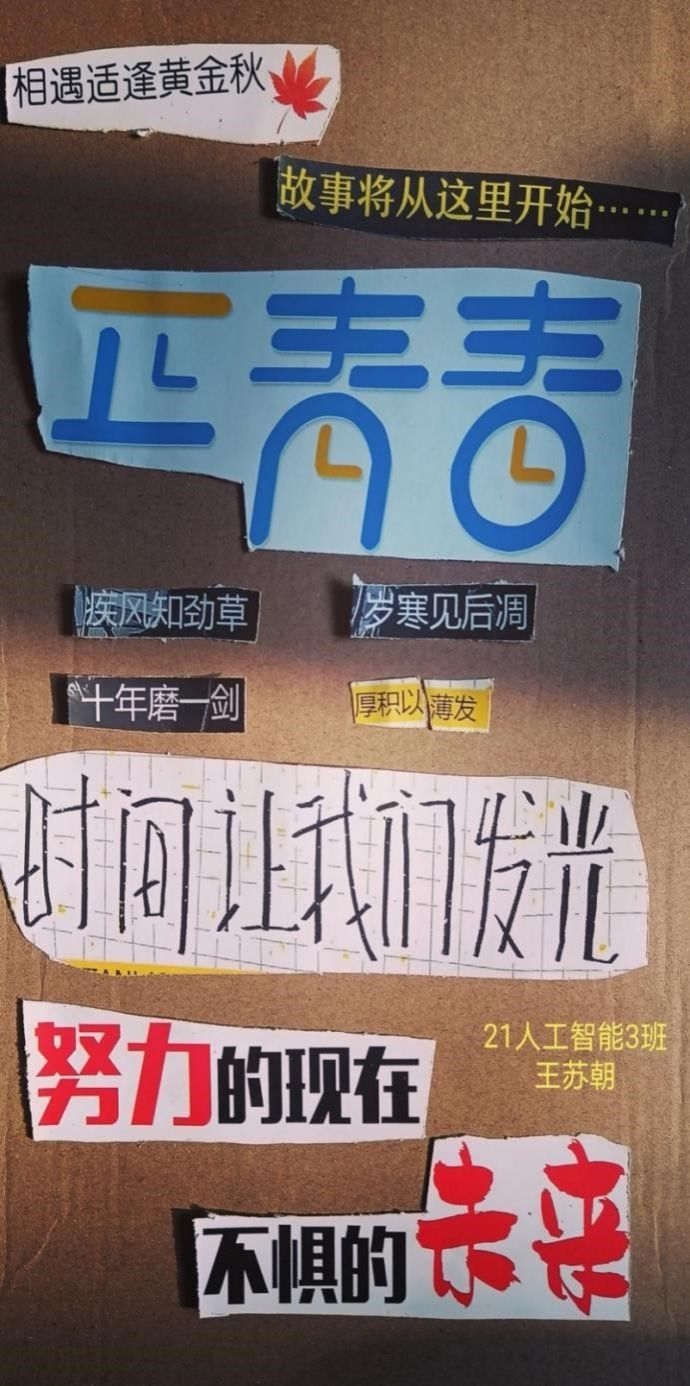 相遇适逢黄金秋
故事将从这里开始……
正青春
疾风知劲草
岁寒见后凋
十年磨一剑
厚积以薄发
时间让我们发光
努力的现在
21人工智能3班
王苏朝
不惧的未来